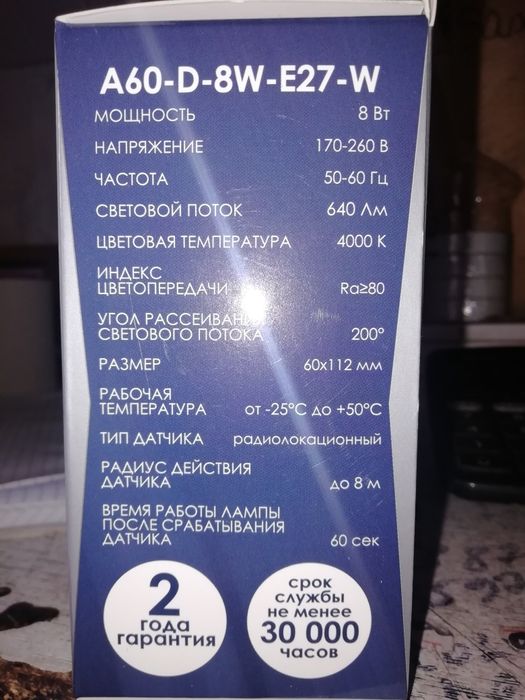 A60-D-8W-E27-W
МОЩНОСТЬ 8 Вт
НАПРЯЖЕНИЕ 170-260 В
ЧАСТОТА 50-60 Гц
СВЕТОВОЙ ПОТОК 640 Лм
ЦВЕТОВАЯ ТЕМПЕРАТУРА 4000 К
ИНДЕКС
ЦВЕТОПЕРЕДАЧИ Ra≥80
УГОЛ РАССЕИВАНИЯ
СВЕТОВОГО ПОТОКА 200°
РАЗМЕР 60x112 мм
РАБОЧАЯ
ТЕМПЕРАТУРА от -25°С до +50°С
ТИП ДАТЧИКА радиолокационный
РАДИУС ДЕЙСТВИЯ
ДАТЧИКА до 8 м
ВРЕМЯ РАБОТЫ ЛАМПЫ
ПОСЛЕ СРАБАТЫВАНИЯ
ДАТЧИКА 60 сек
2
года
гарантия
срок
службы
не менее
30 000
часов